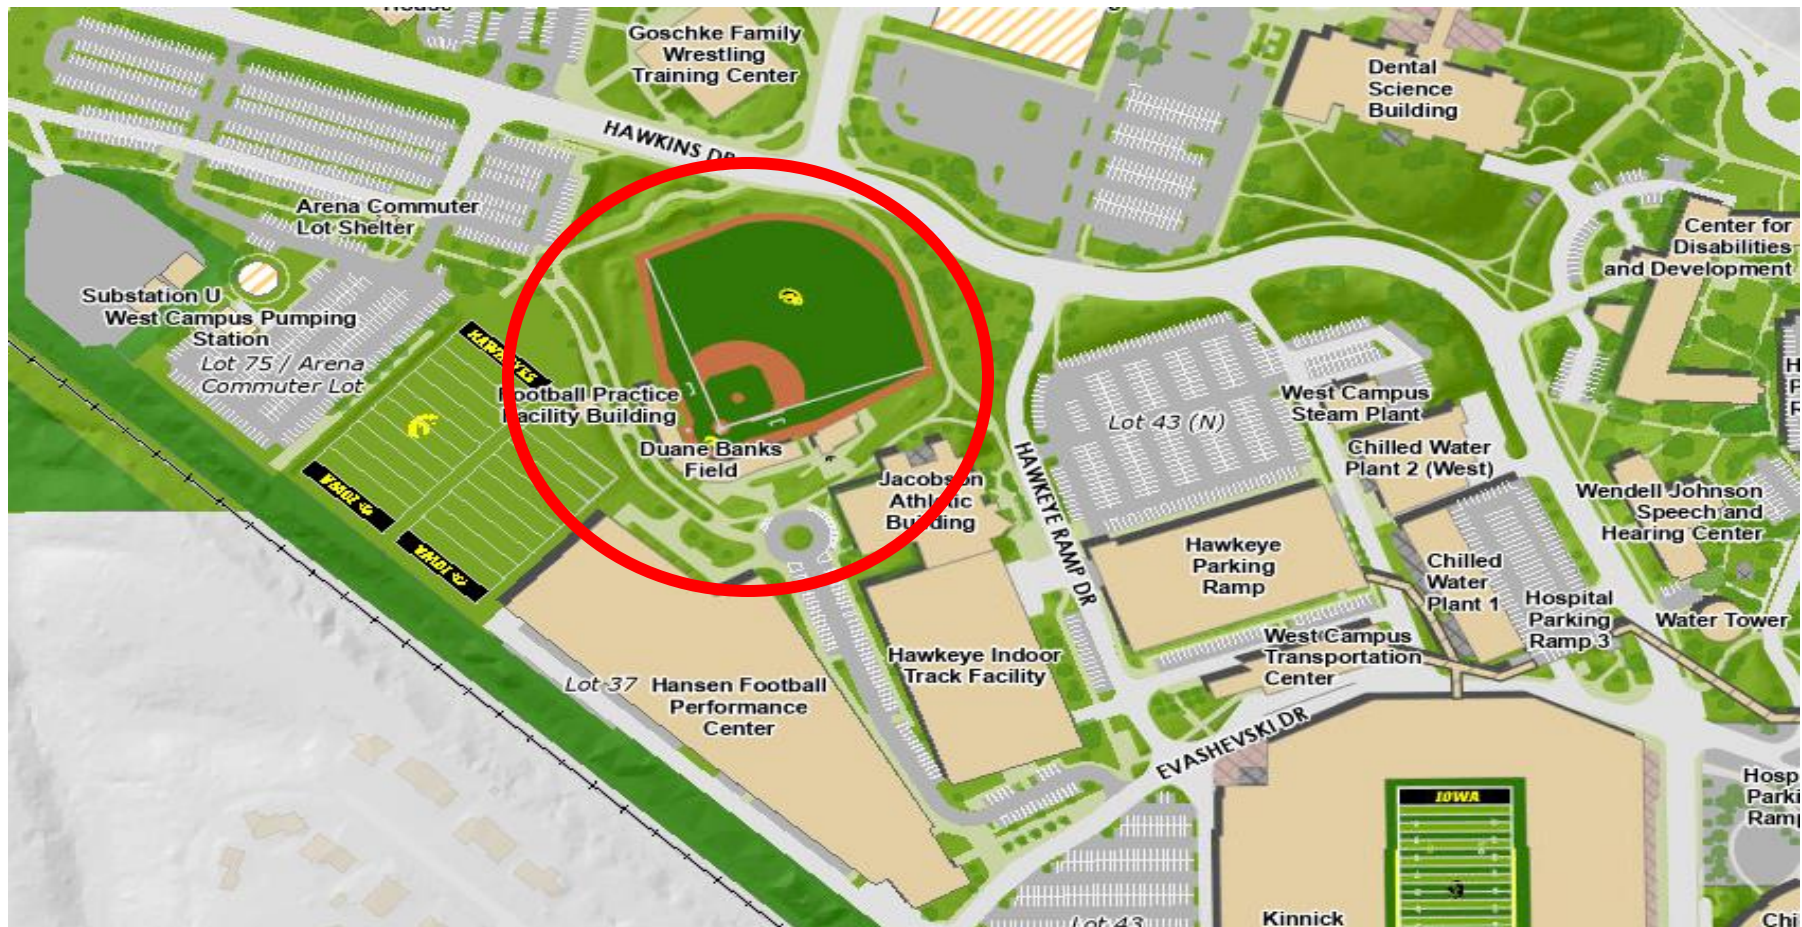 Goschke Family
Wrestling
Training Center
Dental
Science
Building
HAWKINS DR
Arena Commuter
Lot Shelter
Center for
Disabilities
and Development
Substation U
West Campus Pumping
Station
Lot 75 / Arena
Commuter Lot
HAWKEYES
Football Practice
Facility Building
Duane Banks
Field
Jacobson
Athletic
Building
HAWKEYE RAMP DR
Lot 43 (N)
West Campus
Steam Plant
Chilled Water
Plant 2 (West)
Wendell Johnson
Speech and
Hearing Center
IOWA
IOWA
Hawkeye
Parking
Ramp
Chilled
Water
Plant 1
Hospital
Parking
Ramp 3
Water Tower
West Campus
Transportation
Center
Hawkeye Indoor
Track Facility
Lot 37
Hansen Football
Performance
Center
EVASHEVSKI DR
IOWA
Lot 43
Kinnick